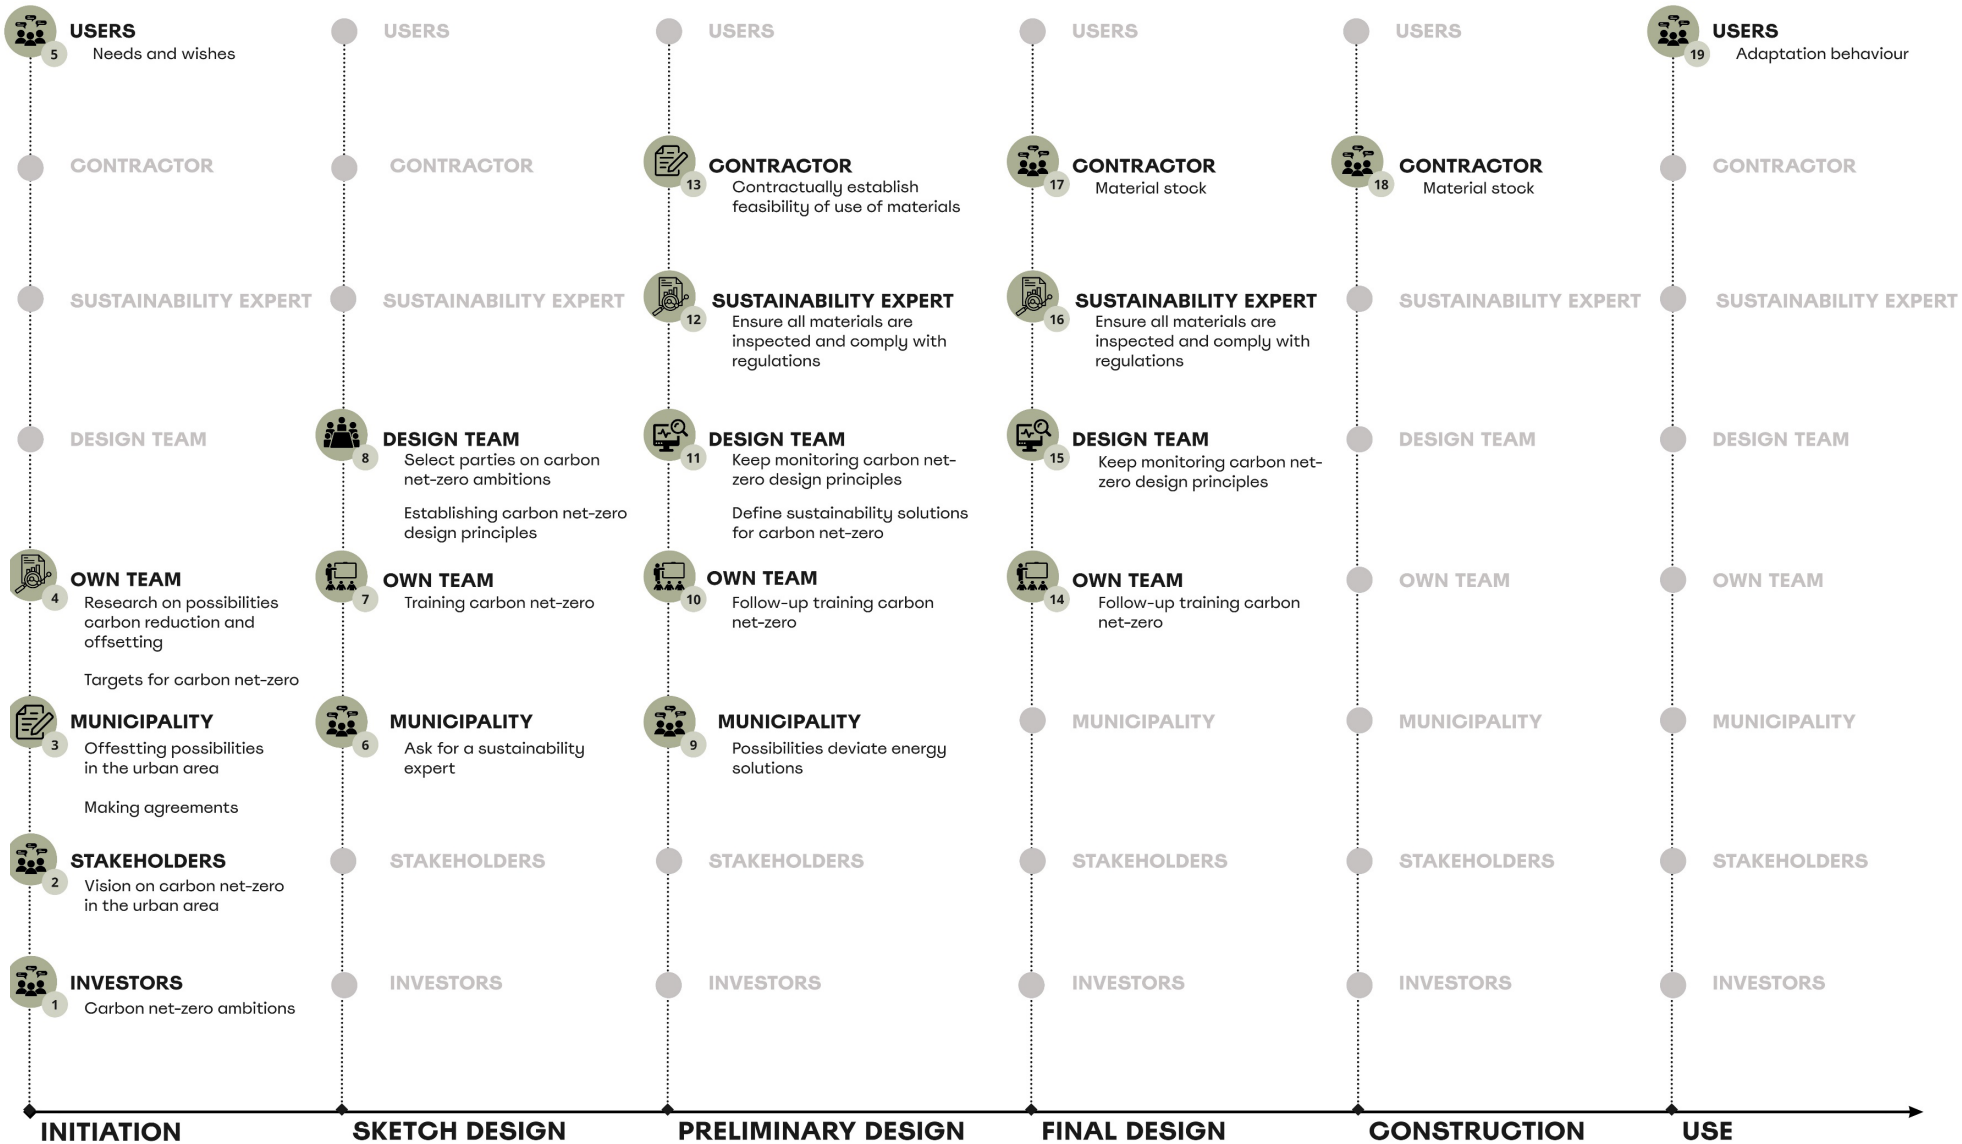 USERS
5
Needs and wishes
CONTRACTOR
SUSTAINABILITY EXPERT
DESIGN TEAM
OWN TEAM
4
Research on possibilities
carbon reduction and
offsetting
Targets for carbon net-zero
MUNICIPALITY
3
Offestting possibilities
in the urban area
Making agreements
STAKEHOLDERS
2
Vision on carbon net-zero
in the urban area
INVESTORS
1
Carbon net-zero ambitions
INITIATION
USERS
CONTRACTOR
SUSTAINABILITY EXPERT
DESIGN TEAM
8
Select parties on carbon
net-zero ambitions
Establishing carbon net-zero
design principles
OWN TEAM
7
Training carbon net-zero
MUNICIPALITY
6
Ask for a sustainability
expert
STAKEHOLDERS
INVESTORS
SKETCH DESIGN
USERS
CONTRACTOR
13
Contractually establish
feasibility of use of materials
SUSTAINABILITY EXPERT
12
Ensure all materials are
inspected and comply with
regulations
DESIGN TEAM
11
Keep monitoring carbon net-
zero design principles
Define sustainability solutions
for carbon net-zero
OWN TEAM
10
Follow-up training carbon
net-zero
MUNICIPALITY
9
Possibilities deviate energy
solutions
STAKEHOLDERS
INVESTORS
PRELIMINARY DESIGN
USERS
CONTRACTOR
17
Material stock
SUSTAINABILITY EXPERT
16
Ensure all materials are
inspected and comply with
regulations
DESIGN TEAM
15
Keep monitoring carbon net-
zero design principles
OWN TEAM
14
Follow-up training carbon
net-zero
MUNICIPALITY
STAKEHOLDERS
INVESTORS
FINAL DESIGN
USERS
CONTRACTOR
18
Material stock
SUSTAINABILITY EXPERT
DESIGN TEAM
OWN TEAM
MUNICIPALITY
STAKEHOLDERS
INVESTORS
CONSTRUCTION
USERS
19
Adaptation behaviour
CONTRACTOR
SUSTAINABILITY EXPERT
DESIGN TEAM
OWN TEAM
MUNICIPALITY
STAKEHOLDERS
INVESTORS
USE